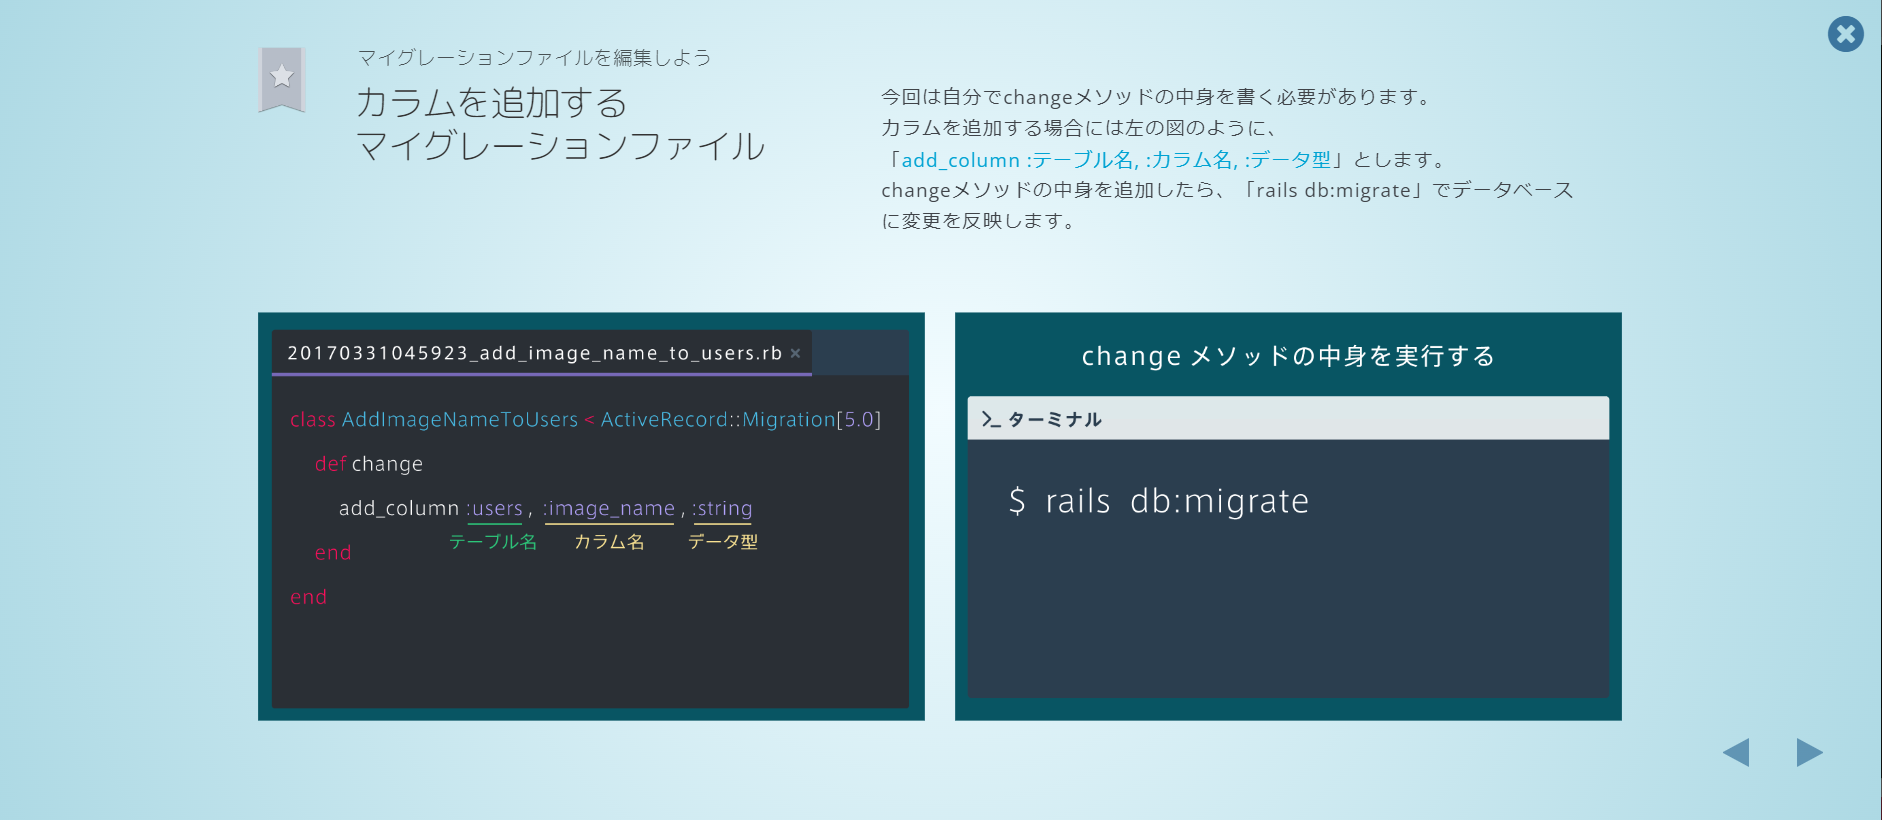 マイグレーションファイルを編集しよう
カラムを追加する
マイグレーションファイル
今回は自分でchangeメソッドの中身を書く必要があります。
カラムを追加する場合には左の図のように、
「add_column :テーブル名, :カラム名, :データ型」とします。
changeメソッドの中身を追加したら、「rails db:migrate」でデータベース
に変更を反映します。
20170331045923_add_image_name_to_users.rb ×
class AddImageNameToUsers < ActiveRecord::Migration[5.0]
def change
add_column :users , :image_name , :string
テーブル名 カラム名 データ型
end
end
change メソッドの中身を実行する
>_ ターミナル
$ rails db:migrate